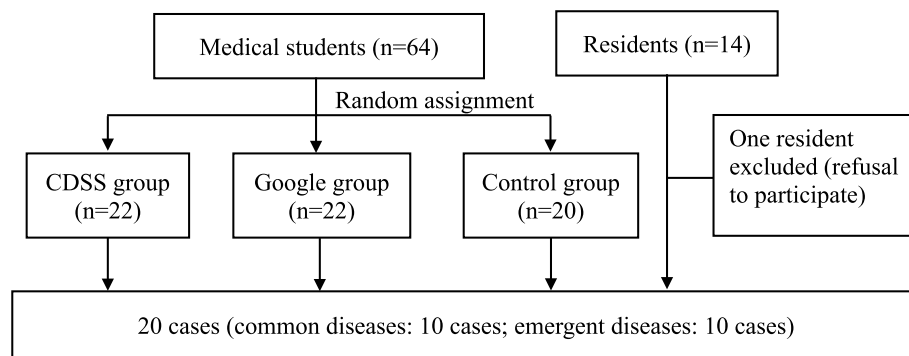 Medical students (n=64)
Residents (n=14)
Random assignment
One resident
excluded (refusal
to participate)
CDSS group
(n=22)
Google group
(n=22)
Control group
(n=20)
20 cases (common diseases: 10 cases; emergent diseases: 10 cases)